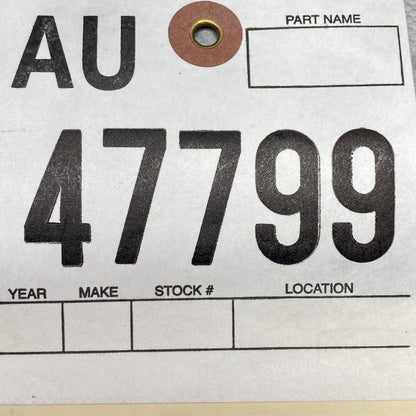 AU
PART NAME
47799
YEAR MAKE STOCK # LOCATION